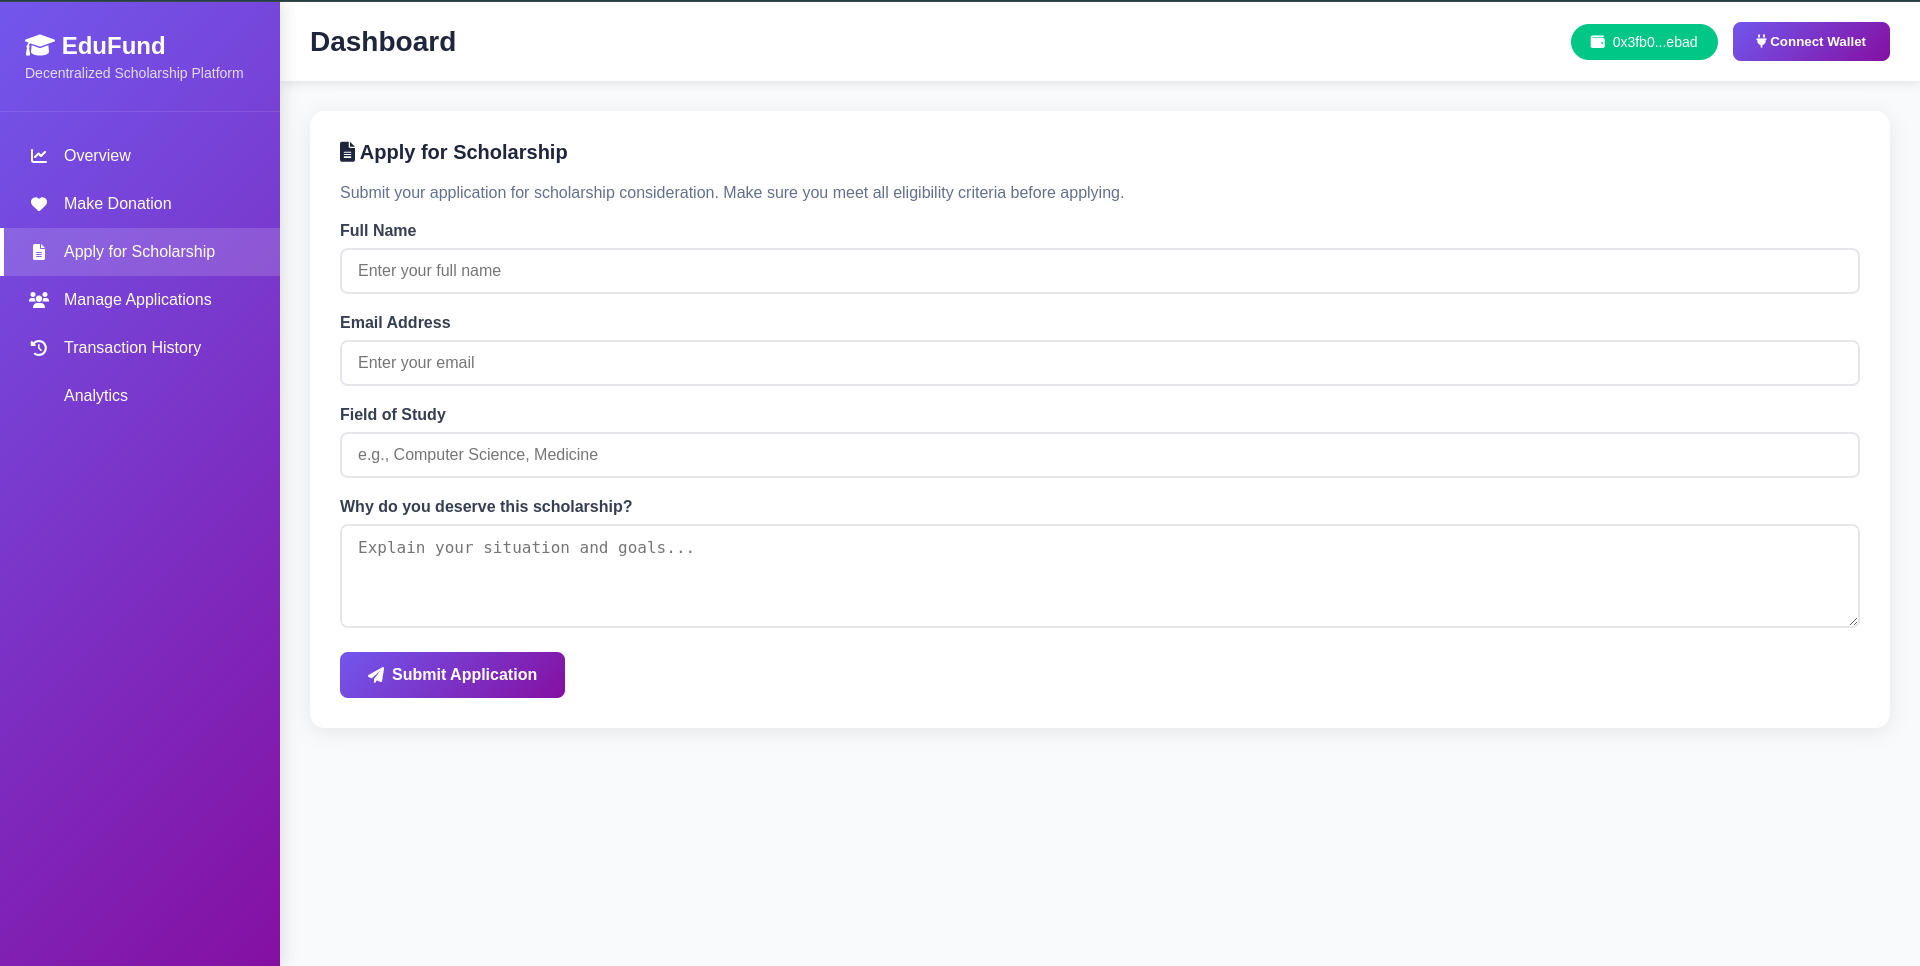 EduFund
Decentralized Scholarship Platform
Overview
Make Donation
Apply for Scholarship
Manage Applications
Transaction History
Analytics
Dashboard
0x3fb0...ebad
Connect Wallet
Apply for Scholarship
Submit your application for scholarship consideration. Make sure you meet all eligibility criteria before applying.
Full Name
Enter your full name
Email Address
Enter your email
Field of Study
e.g., Computer Science, Medicine
Why do you deserve this scholarship?
Explain your situation and goals...
Submit Application